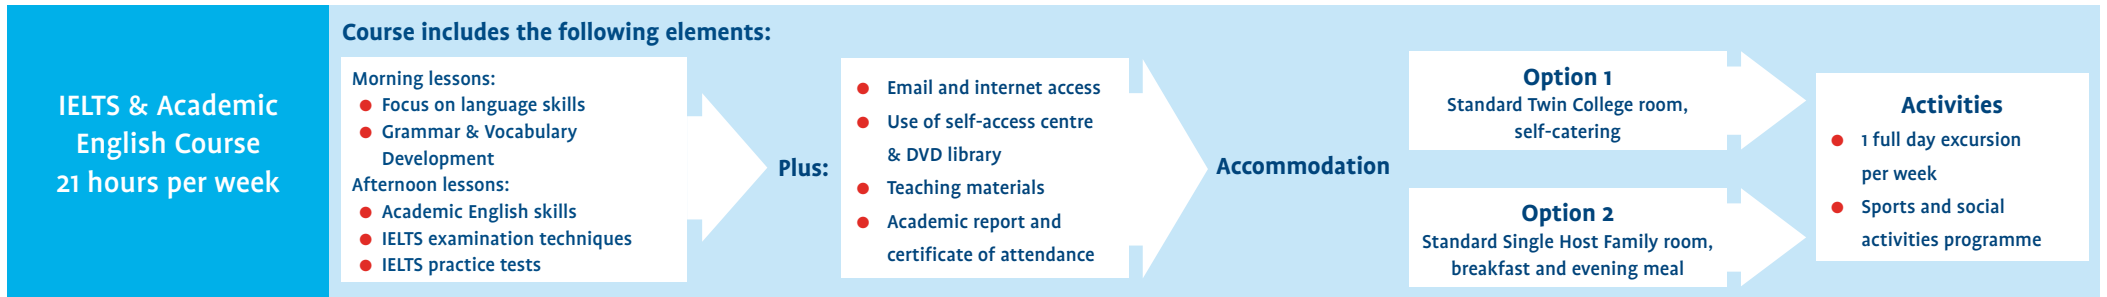 IELTS & Academic
English Course
21 hours per week
Course includes the following elements:
Morning lessons:
● Focus on language skills
● Grammar & Vocabulary
Development
Afternoon lessons:
● Academic English skills
● IELTS examination techniques
● IELTS practice tests
Plus:
● Email and internet access
● Use of self-access centre
& DVD library
● Teaching materials
● Academic report and
certificate of attendance
Accommodation
Option 1
Standard Twin College room,
self-catering
Option 2
Standard Single Host Family room,
breakfast and evening meal
Activities
● 1 full day excursion
per week
● Sports and social
activities programme